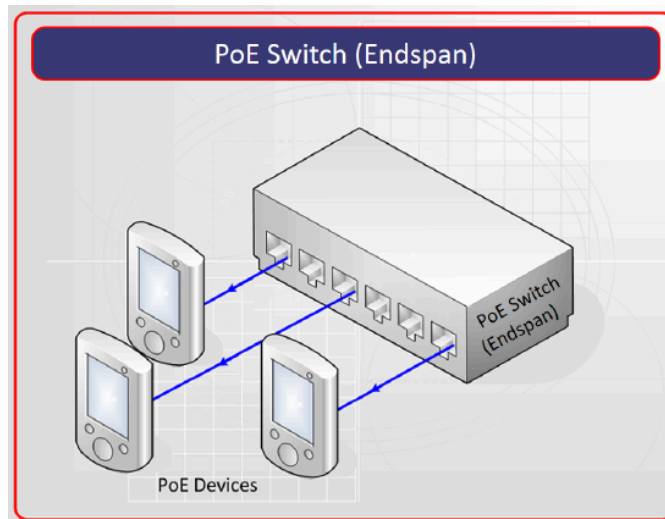 PoE Switch (Endspan)
PoE Switch
(Endspan)
PoE Devices